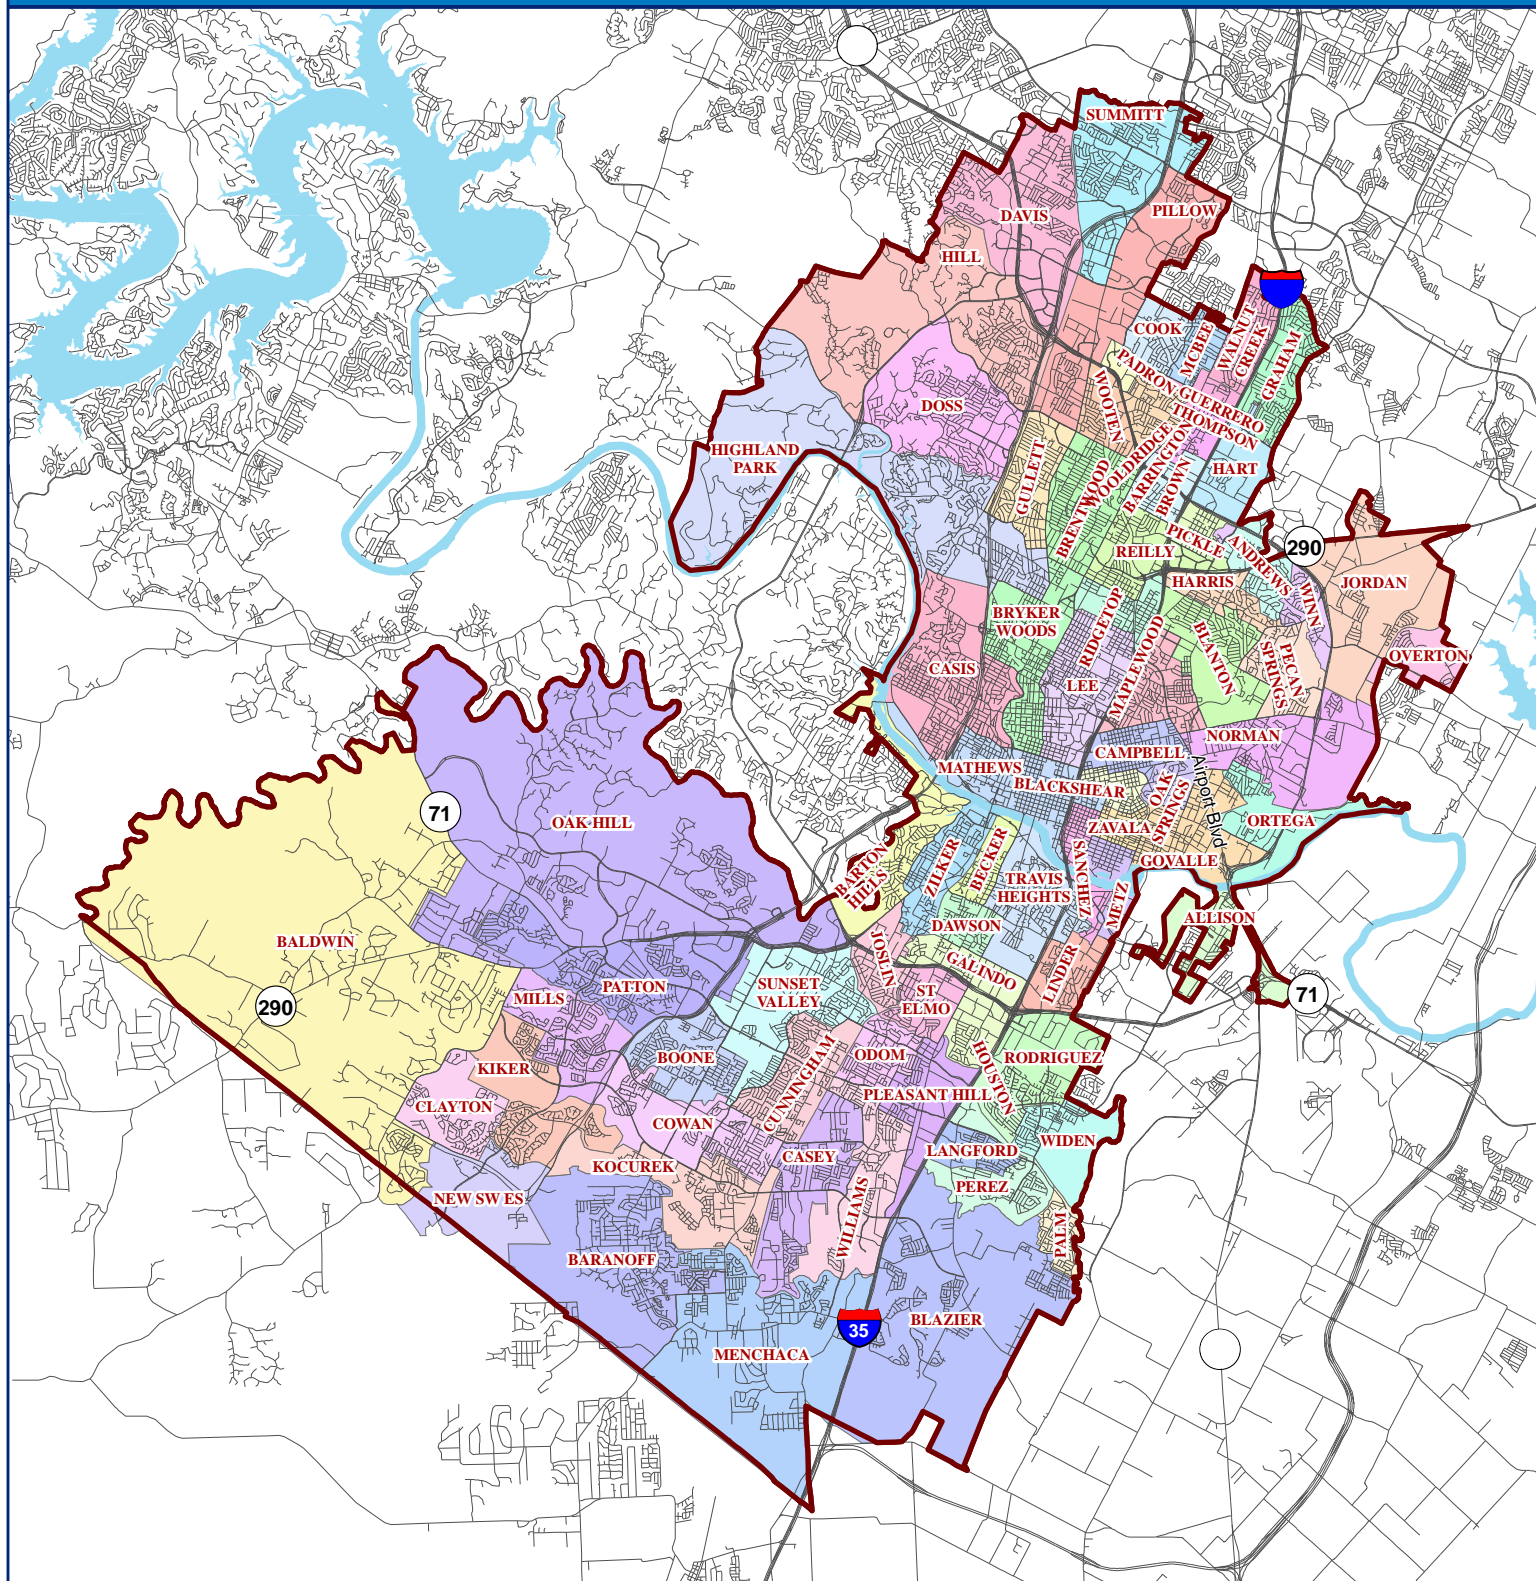 SUMMITT
DAVIS
PILLOW
HILL
COOK
MCBEE
WALNUT
CREEK
GRAHAM
PADRON
GUERRERO
THOMPSON
WOOTEN
DOSS
HIGHLAND
PARK
GULLETT
WOOLDRIDGE
BARRINGTON
BROWN
HART
BRENTWOOD
PICKLE
REILLY
ANDREWS
290
HARRIS
WINN
JORDAN
BRYKER
WOODS
RIDGETOP
MAPLEWOOD
BLANTON
PECAN
SPRINGS
OVERTON
CASIS
LEE
NORMAN
CAMPBELL
MATHEWS
BLACKSHEAR
OAK
SPRINGS
Airport Blvd
ZAVALA
ORTEGA
71
OAK HILL
BARTON
HILLS
ZILKER
BECKER
TRAVIS
HEIGHTS
SANCHEZ
METZ
GOVALLE
ALLISON
BALDWIN
DAWSON
JOSLIN
GALINDO
LINDER
290
MILLS
PATTON
SUNSET
VALLEY
ST
ELMO
71
KIKER
BOONE
CUNNINGHAM
ODOM
HOUSTON
RODRIGUEZ
CLAYTON
COWAN
PLEASANT HILL
KOCUREK
CASEY
LANGFORD
WIDEN
NEW SW ES
WILLIAMS
PEREZ
PALM
BARANOFF
35
BLAZIER
MENCHACA